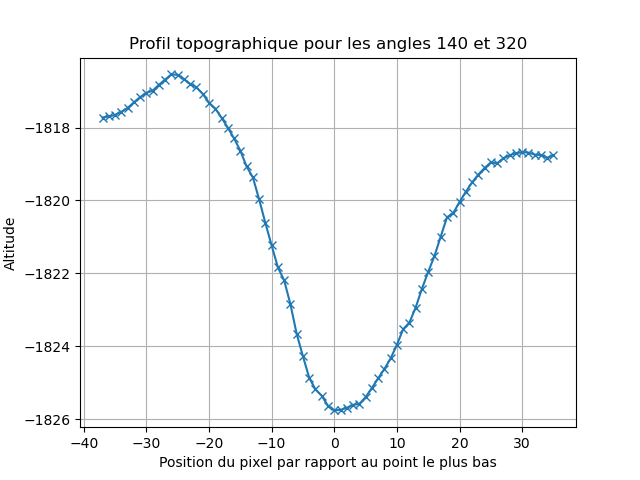 Profil topographique pour les angles 140 et 320
Altitude
−1818
−1820
−1822
−1824
−1826
−40 −30 −20 −10 0 10 20 30
Position du pixel par rapport au point le plus bas